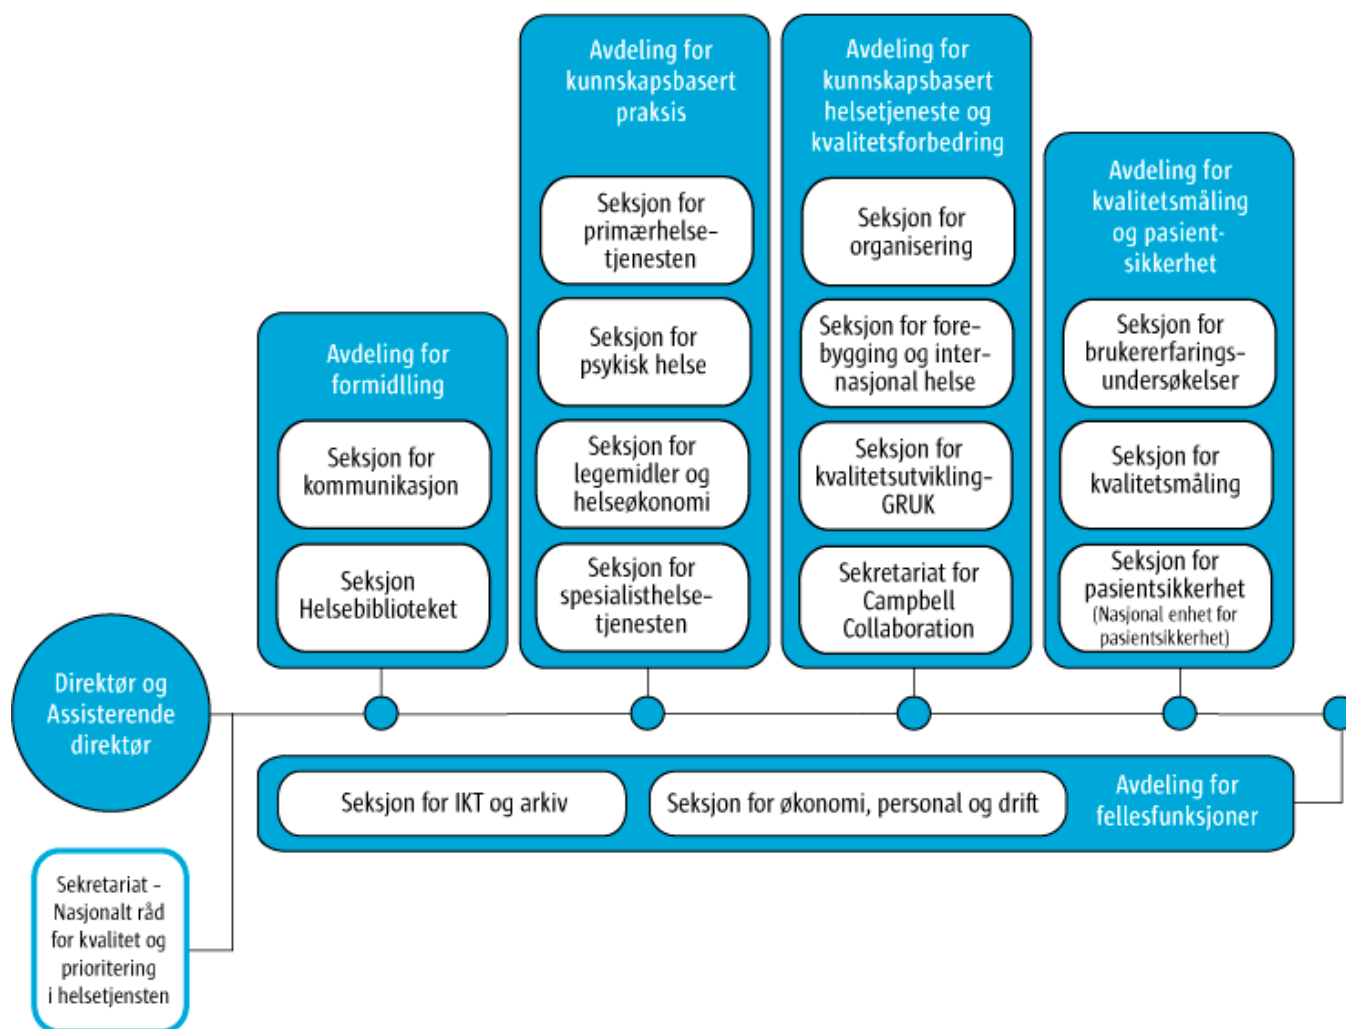 Direktør og
Assisterende
direktør
Sekretariat –
Nasjonalt råd
for kvalitet og
prioritering
i helsetjensten
Avdeling for
formidlling
Seksjon for
kommunikasjon
Seksjon
Helsebiblioteket
Avdeling for
kunnskapsbasert
praksis
Seksjon for
primærhelse-
tjenesten
Seksjon for
psykisk helse
Seksjon for
legemidler og
helseøkonomi
Seksjon for
spesialisthelse-
tjenesten
Avdeling for
kunnskapsbasert
helsetjeneste og
kvalitetsforbedring
Seksjon for
organisering
Seksjon for fore-
bygging og inter-
nasjonal helse
Seksjon for
kvalitetsutvikling-
GRUK
Sekretariat for
Campbell
Collaboration
Avdeling for
kvalitetsmåling
og pasient-
sikkerhet
Seksjon for
brukererfarings-
undersøkelser
Seksjon for
kvalitetsmåling
Seksjon for
pasientsikkerhet
(Nasjonal enhet for
pasientsikkerhet)
Seksjon for IKT og arkiv
Seksjon for økonomi, personal og drift
Avdeling for
fellesfunksjoner